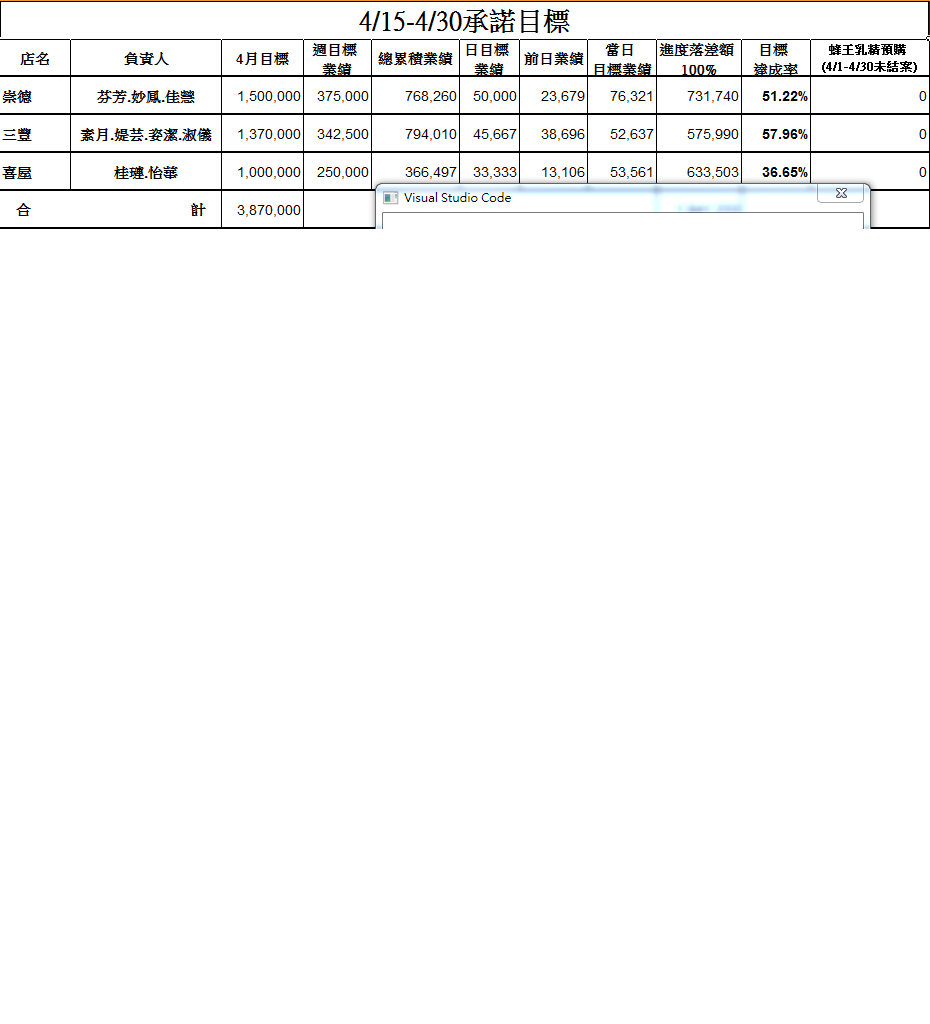 4/15-4/30承諾目標
店名 負責人 4月目標 週目標業績 總累積業績 日目標業績 前日業績 當日目標業績 進度落差額100% 目標達成率 蜂王乳精預購(4/1-4/30未結案)
崇德 芬芳.妙鳳.佳慧 1,500,000 375,000 768,260 50,000 23,679 76,321 731,740 51.22% 0
三豐 素月.媞芸.姿潔.淑儀 1,370,000 342,500 794,010 45,667 38,696 52,637 575,990 57.96% 0
喜屋 桂璉.怡華 1,000,000 250,000 366,497 33,333 13,106 53,561 633,503 36.65% 0
合計 3,870,000
Visual Studio Code